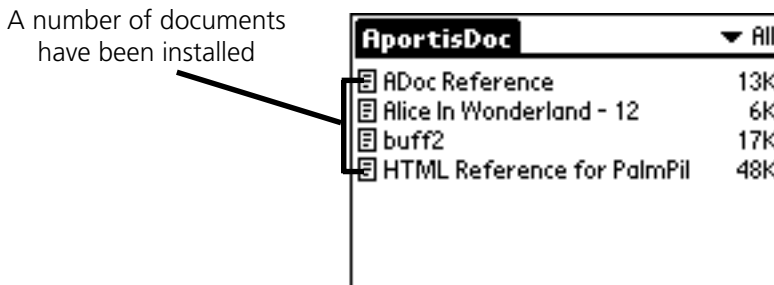 A number of documents
have been installed
AportisDoc All
ADoc Reference 13K
Alice In Wonderland - 12 6K
buff2 17K
HTML Reference for PalmPil 48K